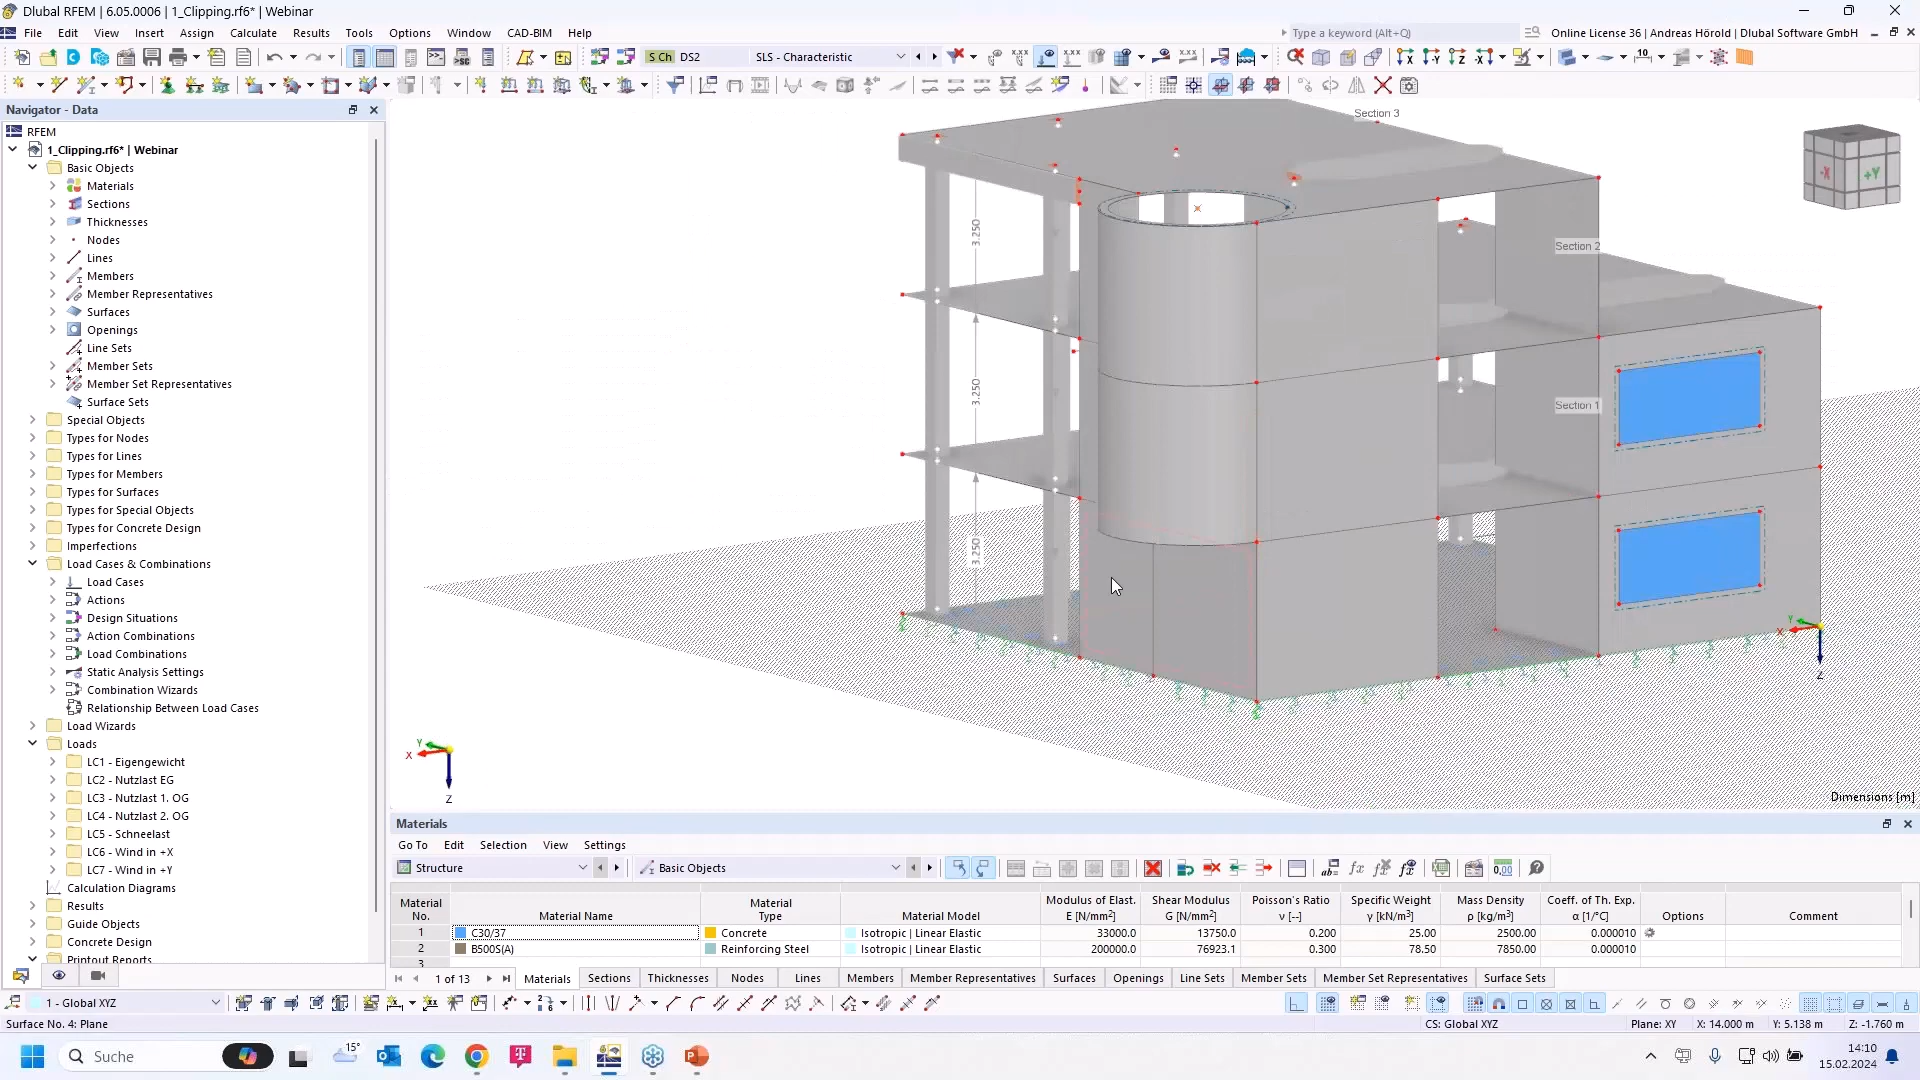 Dlubal RFEM | 6.05.0006 | 1_Clipping.rf6* | Webinar
File Edit View Insert Assign Calculate Results Tools Options Window CAD-BIM Help
Type a keyword (Alt+Q)
Online License 36 | Andreas Hörold | Dlubal Software GmbH
S Ch DS2 SLS - Characteristic
Navigator - Data
RFEM
1_Clipping.rf6* | Webinar
Basic Objects
Materials
Sections
Thicknesses
Nodes
Lines
Members
Member Representatives
Surfaces
Openings
Line Sets
Member Sets
Member Set Representatives
Surface Sets
Special Objects
Types for Nodes
Types for Lines
Types for Members
Types for Surfaces
Types for Special Objects
Types for Concrete Design
Imperfections
Load Cases & Combinations
Load Cases
Actions
Design Situations
Action Combinations
Load Combinations
Static Analysis Settings
Combination Wizards
Relationship Between Load Cases
Load Wizards
Loads
LC1 - Eigengewicht
LC2 - Nutzlast EG
LC3 - Nutzlast 1. OG
LC4 - Nutzlast 2. OG
LC5 - Schneelast
LC6 - Wind in +X
LC7 - Wind in +Y
Calculation Diagrams
Results
Guide Objects
Concrete Design
Printout Reports
Section 3
Section 2
Section 1
3.250
3.250
3.250
-X +Y
X Y Z
X Y Z
Dimensions [m]
Materials
Go To Edit Selection View Settings
Structure Basic Objects
Material No. Material Name Material Type Material Model Modulus of Elast. E [N/mm²] Shear Modulus G [N/mm²] Poisson's Ratio ν [--] Specific Weight γ [kN/m³] Mass Density ρ [kg/m³] Coeff. of Th. Exp. α [1/°C] Options Comment
1 C30/37 Concrete Isotropic | Linear Elastic 33000.0 13750.0 0.200 25.00 2500.00 0.000010
2 B500S(A) Reinforcing Steel Isotropic | Linear Elastic 200000.0 76923.1 0.300 78.50 7850.00 0.000010
3
1 of 13 Materials Sections Thicknesses Nodes Lines Members Member Representatives Surfaces Openings Line Sets Member Sets Member Set Representatives Surface Sets
1 - Global XYZ
Surface No. 4: Plane
CS: Global XYZ Plane: XY X: 14.000 m Y: 5.138 m Z: -1.760 m
Suche
15°
14:10
15.02.2024